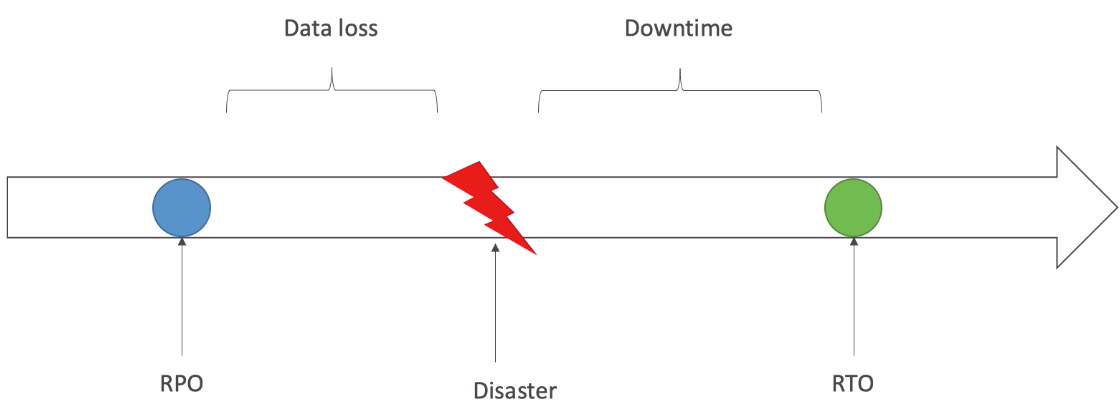 Data loss
Downtime
RPO
Disaster
RTO